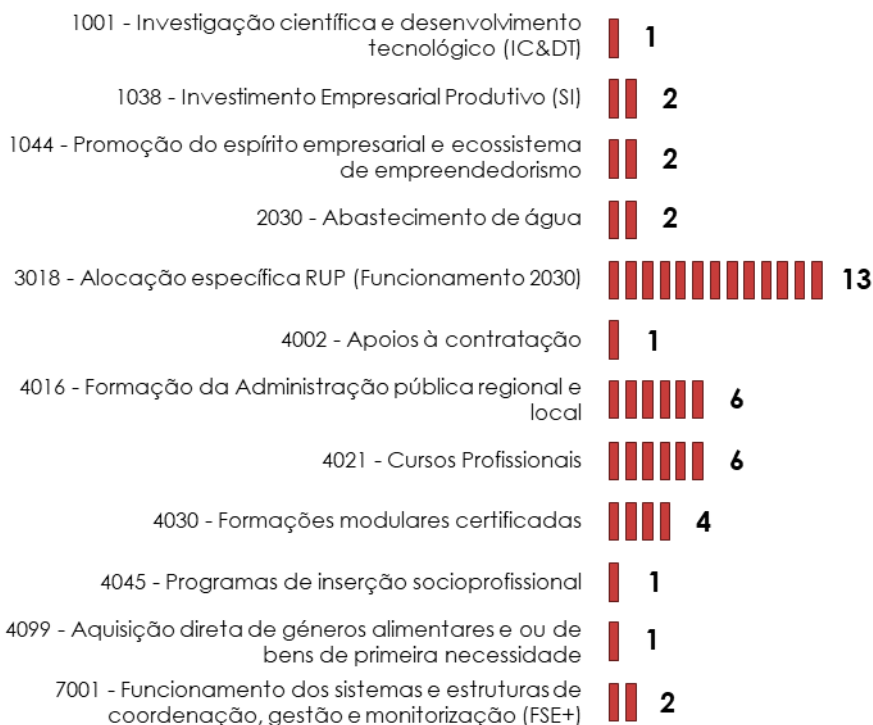 1001 - Investigação científica e desenvolvimento
tecnológico (IC&DT)
1
1038 - Investimento Empresarial Produtivo (SI)
2
1044 - Promoção do espírito empresarial e ecossistema
de empreendedorismo
2
2030 - Abastecimento de água
2
3018 - Alocação específica RUP (Funcionamento 2030)
13
4002 - Apoios à contratação
1
4016 - Formação da Administração pública regional e
local
6
4021 - Cursos Profissionais
6
4030 - Formações modulares certificadas
4
4045 - Programas de inserção socioprofissional
1
4099 - Aquisição direta de géneros alimentares e ou de
bens de primeira necessidade
1
7001 - Funcionamento dos sistemas e estruturas de
coordenação, gestão e monitorização (FSE+)
2